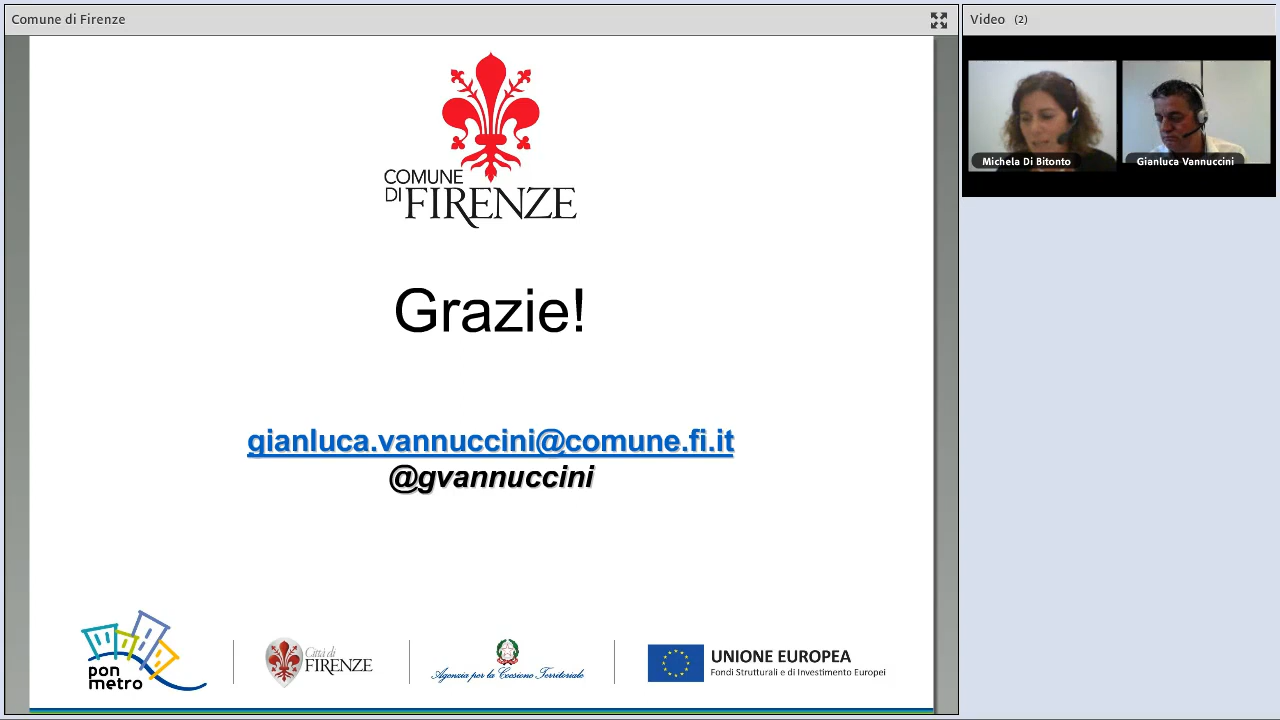 Comune di Firenze
Video (2)
Michela Di Bitonto
Gianluca Vannuccini
COMUNE
DI FIRENZE
Grazie!
gianluca.vannuccini@comune.fi.it
@gvannuccini
pon
metro
Città di
FIRENZE
Agenzia per la Coesione Territoriale
UNIONE EUROPEA
Fondi Strutturali e di Investimento Europei